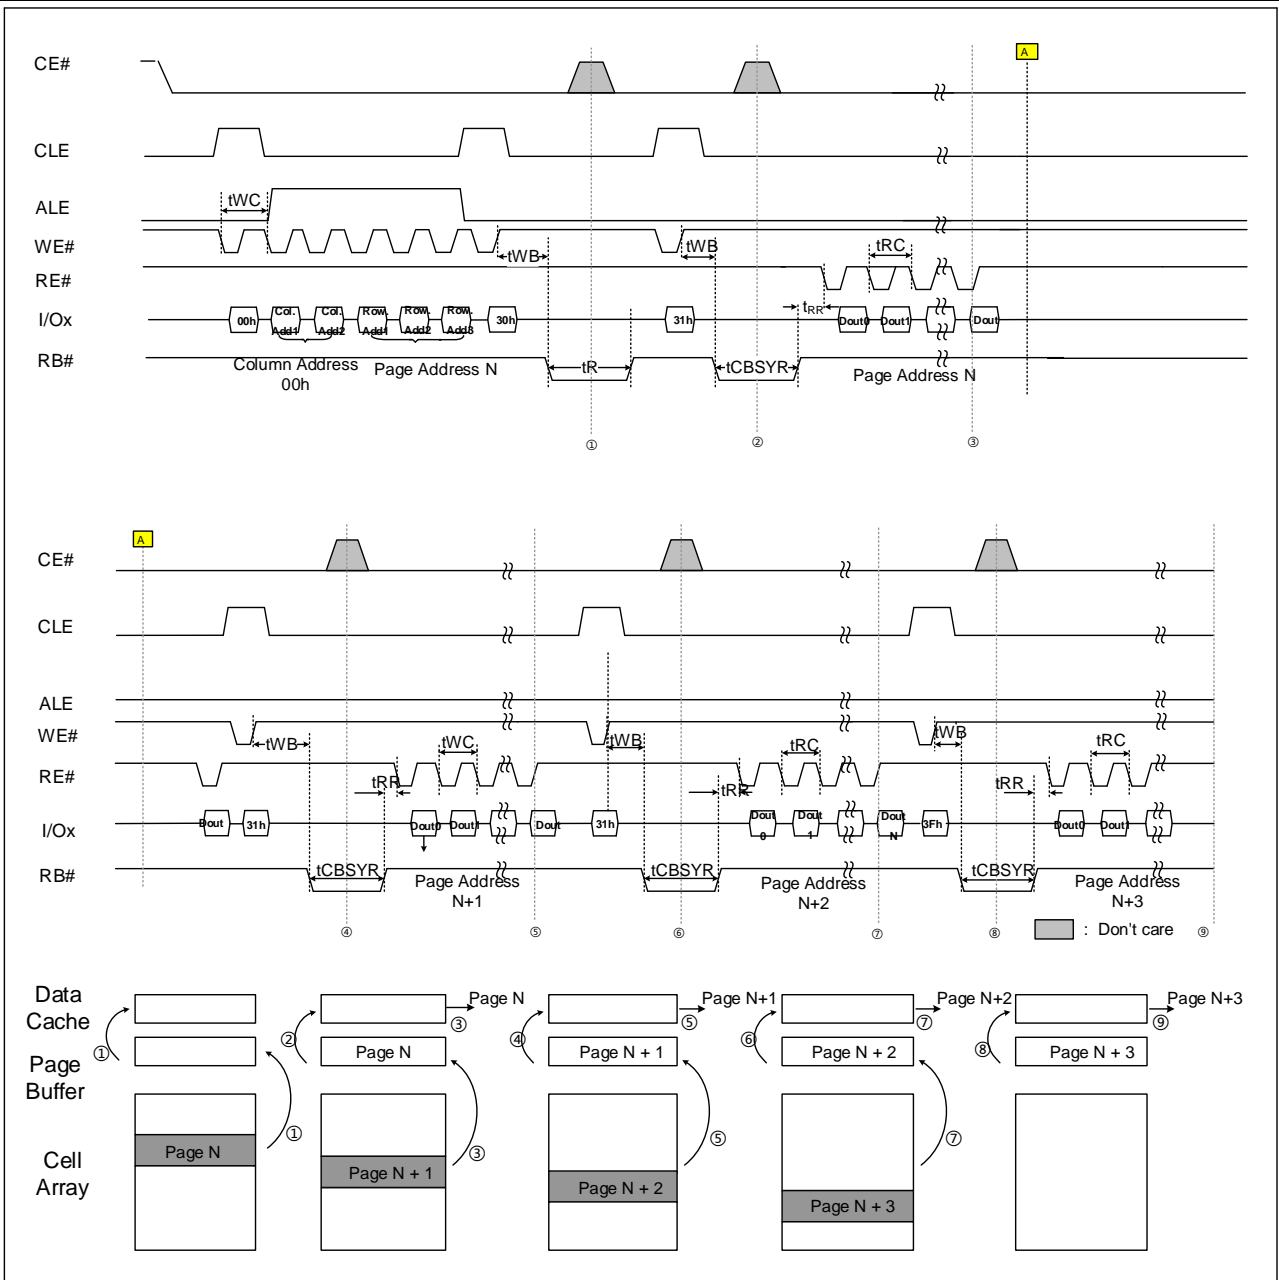 A
CE#
CLE
ALE
tWC
WE#
tWB
tWB
tRC
RE#
tRR
I/Ox
00h
Col. Add1
Col. Add2
Row. Add1
Row. Add2
Row. Add3
30h
31h
Dout0
Dout1
Dout
RB#
Column Address
00h
Page Address N
tR
tCBSYR
Page Address N
①
②
③
A
CE#
CLE
ALE
WE#
tWB
tWC
tWB
tRC
tWB
tRC
RE#
tRR
tRR
tRR
I/Ox
Dout
31h
Dout0
Dout1
Dout
31h
Dout 0
Dout 1
Dout N
3Fh
Dout0
Dout1
RB#
tCBSYR
Page Address
N+1
tCBSYR
Page Address
N+2
tCBSYR
Page Address
N+3
: Don't care
④
⑤
⑥
⑦
⑧
⑨
Data
Cache
Page
Buffer
Cell
Array
①
①
Page N
②
Page N
③
Page N
③
Page N + 1
④
Page N+1
⑤
Page N + 1
⑤
Page N + 2
⑥
Page N+2
⑦
Page N + 2
⑦
Page N + 3
⑧
Page N+3
⑨
Page N + 3